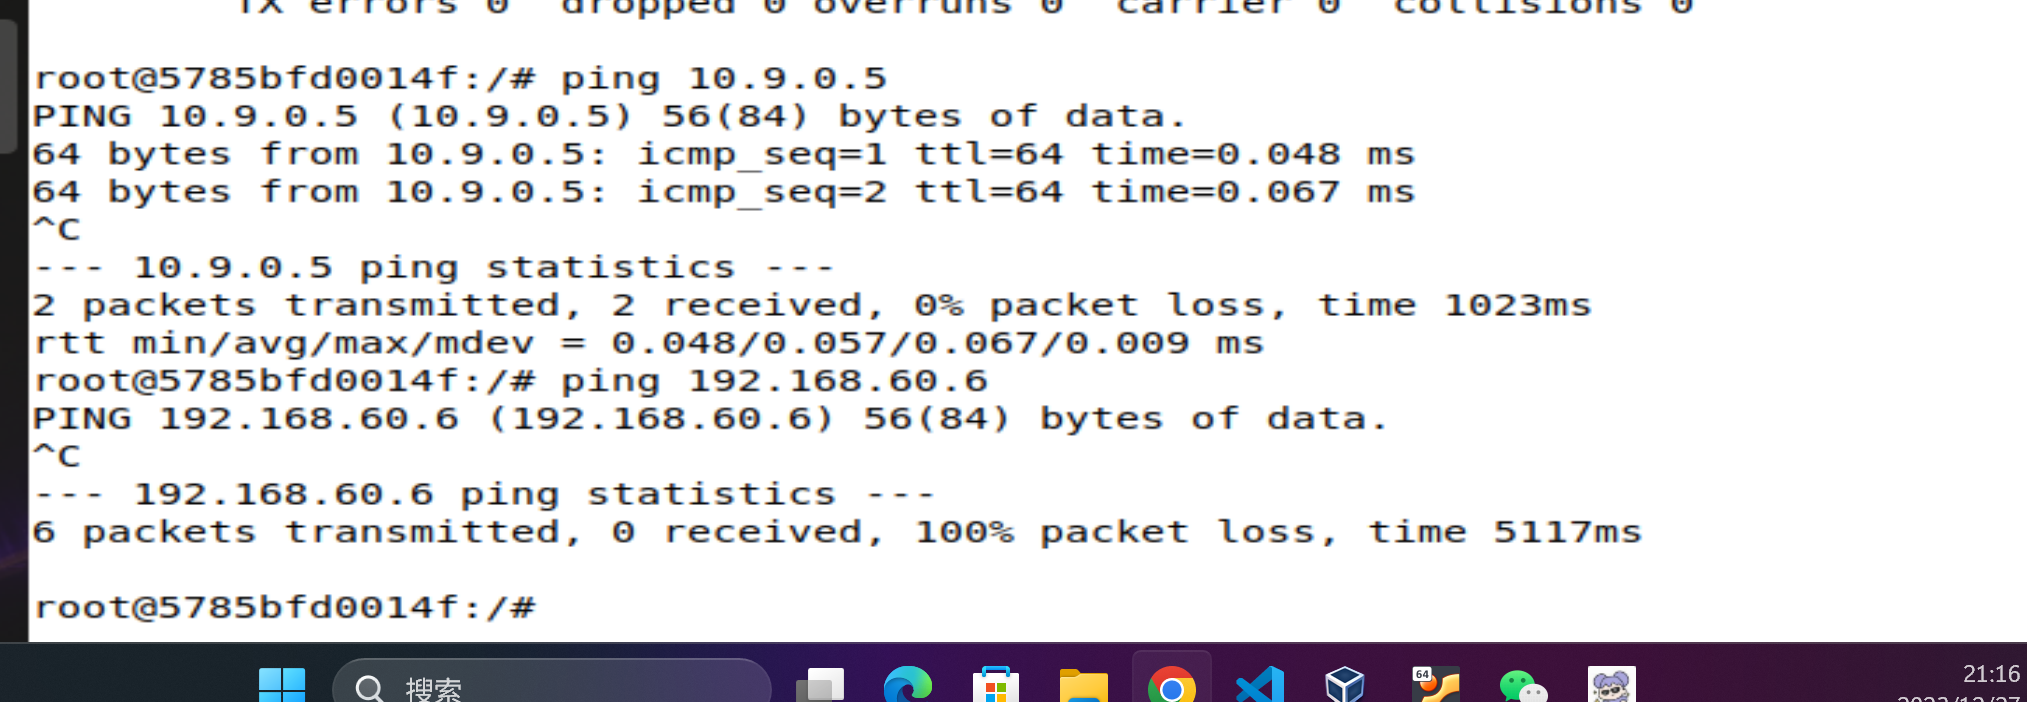 TX errors 0  dropped 0 overruns 0  carrier 0  collisions 0
root@5785bfd0014f:/# ping 10.9.0.5
PING 10.9.0.5 (10.9.0.5) 56(84) bytes of data.
64 bytes from 10.9.0.5: icmp_seq=1 ttl=64 time=0.048 ms
64 bytes from 10.9.0.5: icmp_seq=2 ttl=64 time=0.067 ms
^C
--- 10.9.0.5 ping statistics ---
2 packets transmitted, 2 received, 0% packet loss, time 1023ms
rtt min/avg/max/mdev = 0.048/0.057/0.067/0.009 ms
root@5785bfd0014f:/# ping 192.168.60.6
PING 192.168.60.6 (192.168.60.6) 56(84) bytes of data.
^C
--- 192.168.60.6 ping statistics ---
6 packets transmitted, 0 received, 100% packet loss, time 5117ms
root@5785bfd0014f:/#
搜索
64
21:16